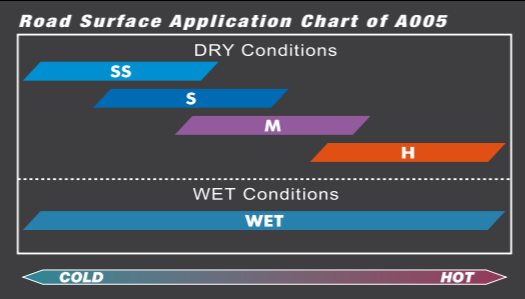 Road Surface Application Chart of A005
DRY Conditions
SS
S
M
H
WET Conditions
WET
COLD HOT